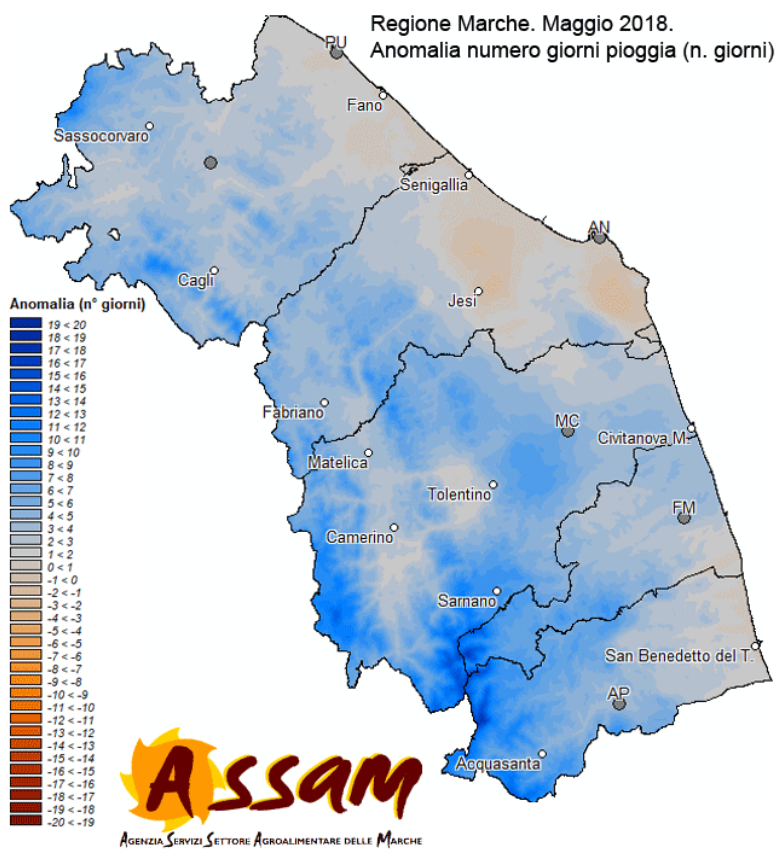 Regione Marche. Maggio 2018.
Anomalia numero giorni pioggia (n. giorni)
PU
Fano
Sassocorvaro
Senigallia
AN
Cagli
Jesi
Anomalia (n° giorni)
19 < 20
18 < 19
17 < 18
16 < 17
15 < 16
14 < 15
13 < 14
12 < 13
11 < 12
10 < 11
9 < 10
8 < 9
7 < 8
6 < 7
5 < 6
4 < 5
3 < 4
2 < 3
1 < 2
0 < 1
-1 < 0
-2 < -1
-3 < -2
-4 < -3
-5 < -4
-6 < -5
-7 < -6
-8 < -7
-9 < -8
-10 < -9
-11 < -10
-12 < -11
-13 < -12
-14 < -13
-15 < -14
-16 < -15
-17 < -16
-18 < -17
-19 < -18
-20 < -19
Fabriano
MC
Civitanova M.
Matelica
Tolentino
FM
Camerino
Sarnano
San Benedetto del T.
AP
Acquasanta
ASSAM
AGENZIA SERVIZI SETTORE AGROALIMENTARE DELLE MARCHE